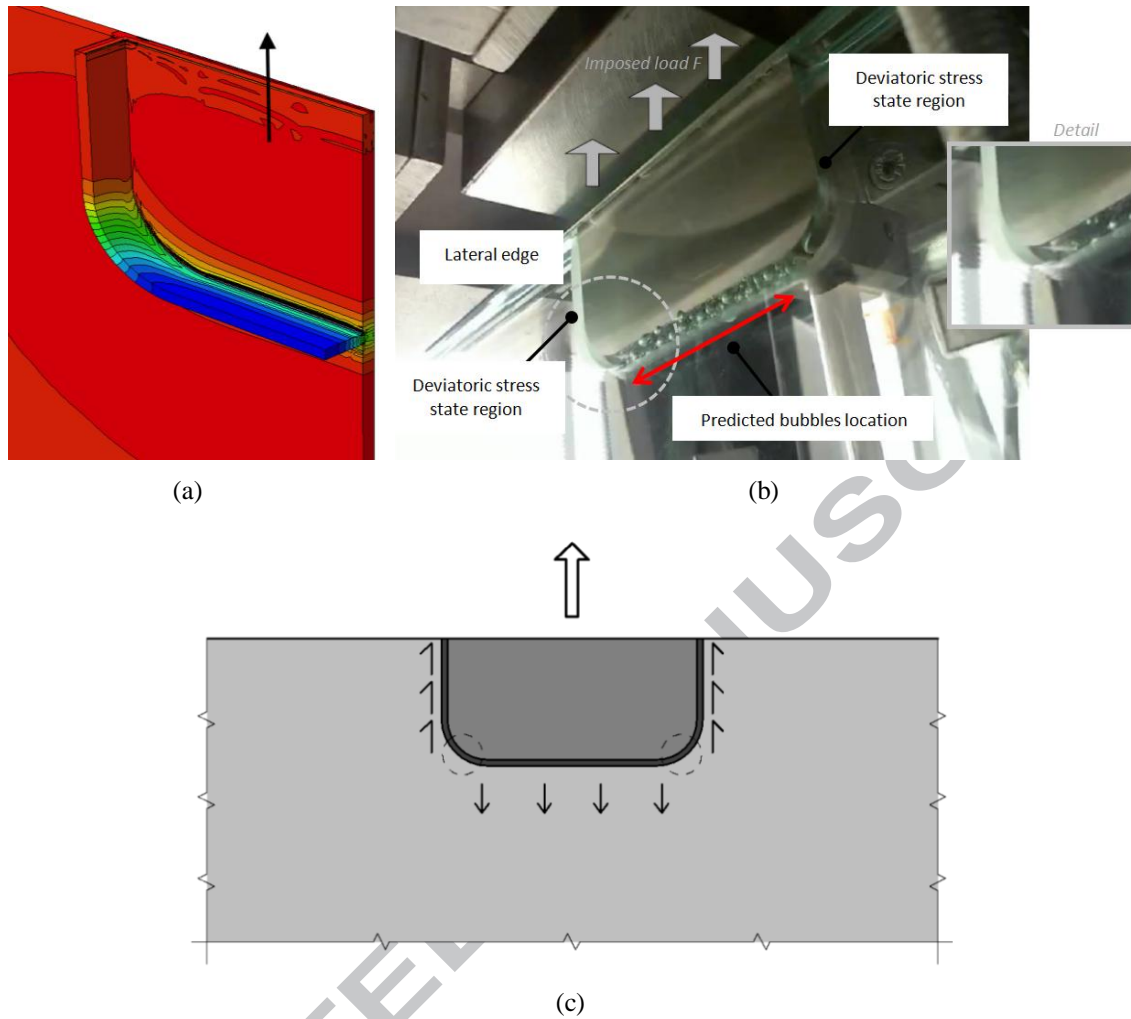 Imposed load F
Deviatoric stress
state region
Detail
Lateral edge
Deviatoric stress
state region
Predicted bubbles location
(a)
(b)
(c)